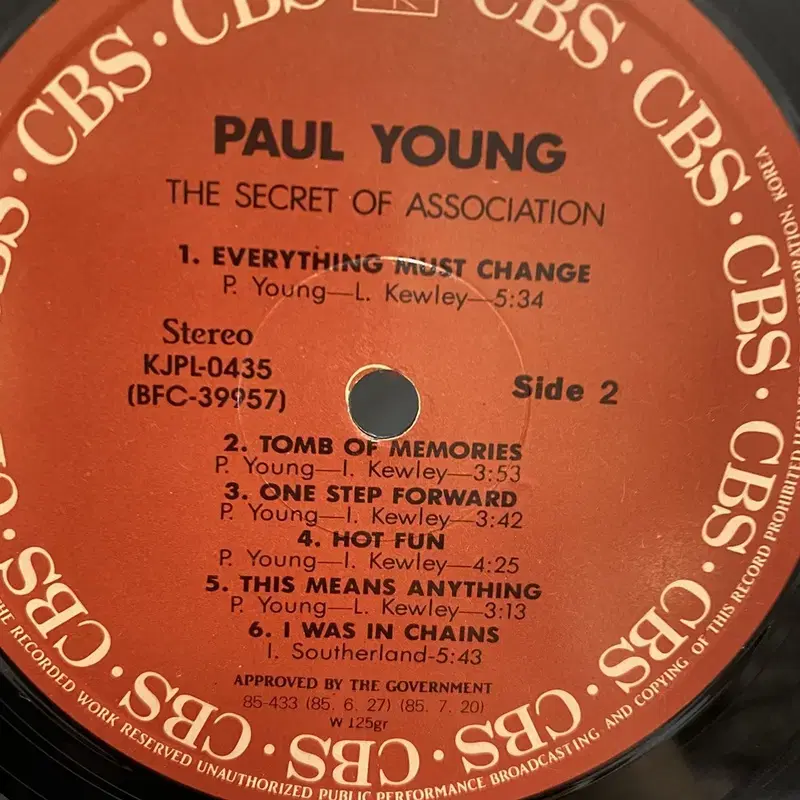 PAUL YOUNG
THE SECRET OF ASSOCIATION
1. EVERYTHING MUST CHANGE
P. Young—L. Kewley—5:34
Stereo
KJPL-0435
(BFC-39957)
Side 2
2. TOMB OF MEMORIES
P. Young—I. Kewley—3:53
3. ONE STEP FORWARD
P. Young—I. Kewley—3:42
4. HOT FUN
P. Young—I. Kewley—4:25
5. THIS MEANS ANYTHING
P. Young—L. Kewley—3:13
6. I WAS IN CHAINS
I. Southerland-5:43
APPROVED BY THE GOVERNMENT
85-433 (85. 6. 27) (85. 7. 20)
W 125gr
CBS · CBS · CBS · CBS · CBS · CBS · CBS · CBS · CBS · CBS · CBS
THE RECORDED WORK RESERVED UNAUTHORIZED PUBLIC PERFORMANCE BROADCASTING AND COPYING OF THIS RECORD PROHIBITED
KOREA